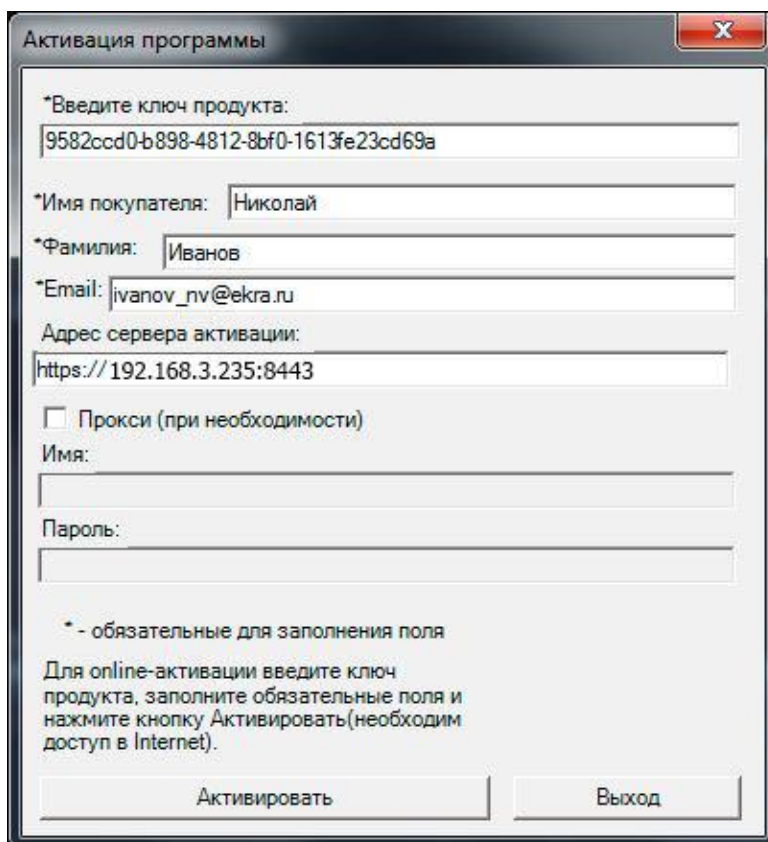 Активация программы
*Введите ключ продукта:
9582ccd0-b898-4812-8bf0-1613fe23cd69a
*Имя покупателя: Николай
*Фамилия: Иванов
*Email: ivanov_nv@ekra.ru
Адрес сервера активации:
https://192.168.3.235:8443
Прокси (при необходимости)
Имя:
Пароль:
* - обязательные для заполнения поля
Для online-активации введите ключ
продукта, заполните обязательные поля и
нажмите кнопку Активировать(необходим
доступ в Internet).
Активировать Выход